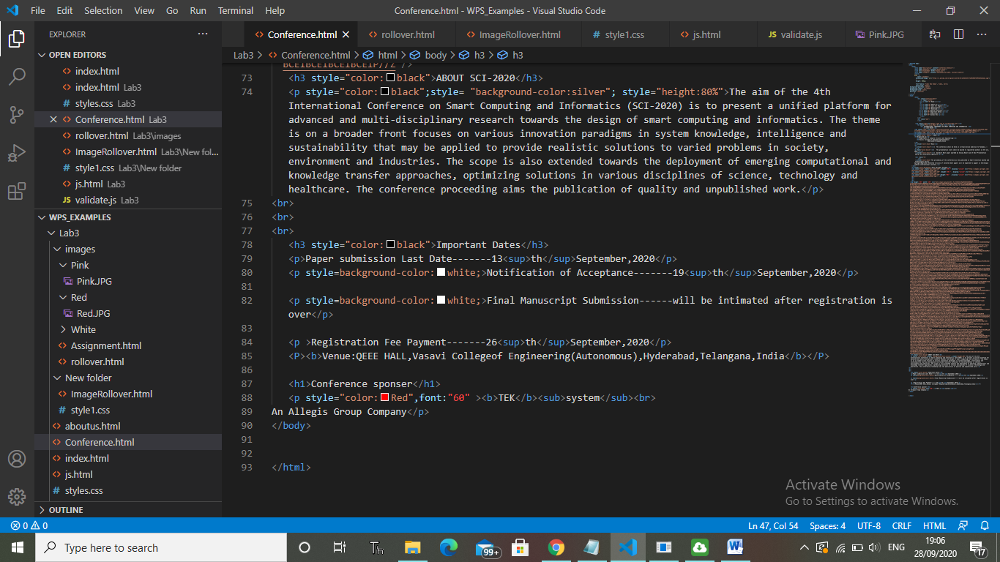 File Edit Selection View Go Run Terminal Help
Conference.html - WPS_Examples - Visual Studio Code
EXPLORER
OPEN EDITORS
index.html
index.html Lab3
styles.css Lab3
Conference.html Lab3
rollover.html Lab3\images
ImageRollover.html Lab3\New fol...
style1.css Lab3\New folder
js.html Lab3
JS validate.js Lab3
WPS_EXAMPLES
Lab3
images
Pink
Pink.JPG
Red
Red.JPG
White
Assignment.html
rollover.html
New folder
ImageRollover.html
# style1.css
aboutus.html
Conference.html
index.html
js.html
# styles.css
OUTLINE
Conference.html
rollover.html
ImageRollover.html
# style1.css
js.html
JS validate.js
Pink.JPG
Lab3 > Conference.html > html > body > h3 > h3
73 <h3 style="color:black">ABOUT SCI-2020</h3>
74 <p style="color:black";style= "background-color:silver"; style="height:80%">The aim of the 4th
International Conference on Smart Computing and Informatics (SCI-2020) is to present a unified platform for
advanced and multi-disciplinary research towards the design of smart computing and informatics. The theme
is on a broader front focuses on various innovation paradigms in system knowledge, intelligence and
sustainability that may be applied to provide realistic solutions to varied problems in society,
environment and industries. The scope is also extended towards the deployment of emerging computational and
knowledge transfer approaches, optimizing solutions in various disciplines of science, technology and
healthcare. The conference proceeding aims the publication of quality and unpublished work.</p>
75 <br>
76 <br>
77 <br>
78 <h3 style="color:black">Important Dates</h3>
79 <p>Paper submission Last Date-------13<sup>th</sup>September,2020</p>
80 <p style=background-color:white;>Notification of Acceptance-------19<sup>th</sup>September,2020</p>
81
82 <p style=background-color:white;>Final Manuscript Submission------will be intimated after registration is
over</p>
83
84 <p >Registration Fee Payment-------26<sup>th</sup>September,2020</p>
85 <P><b>Venue:QEEE HALL,Vasavi Collegeof Engineering(Autonomous),Hyderabad,Telangana,India</b></P>
86
87 <h1>Conference sponser</h1>
88 <p style="color:Red",font:"60" ><b>TEK</b><sub>system</sub><br>
89 An Allegis Group Company</p>
90 </body>
91
92
93 </html>
Activate Windows
Go to Settings to activate Windows.
0 0
Ln 47, Col 54 Spaces: 4 UTF-8 CRLF HTML
Type here to search
99+
ENG
19:06
28/09/2020
17